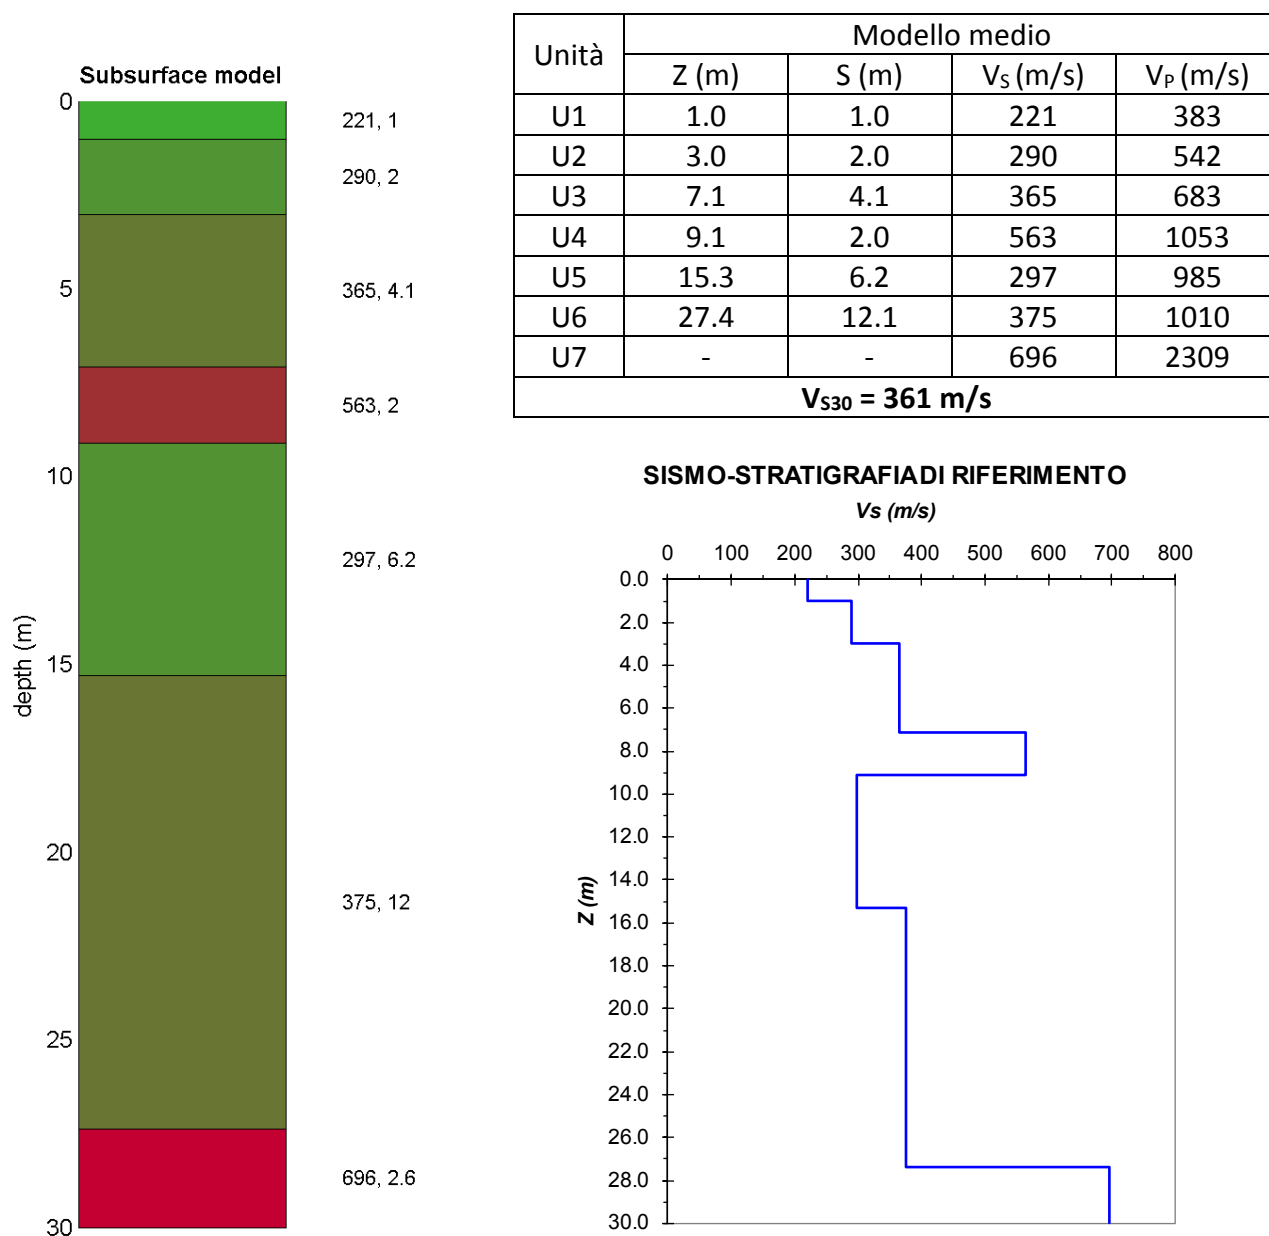 Subsurface model
0
5
10
15
20
25
30
depth (m)
221, 1
290, 2
365, 4.1
563, 2
297, 6.2
375, 12
696, 2.6
Unità Modello medio
Z (m) S (m) VS (m/s) VP (m/s)
U1 1.0 1.0 221 383
U2 3.0 2.0 290 542
U3 7.1 4.1 365 683
U4 9.1 2.0 563 1053
U5 15.3 6.2 297 985
U6 27.4 12.1 375 1010
U7 - - 696 2309
VS30 = 361 m/s
SISMO-STRATIGRAFIADI RIFERIMENTO
Vs (m/s)
0 100 200 300 400 500 600 700 800
0.0
2.0
4.0
6.0
8.0
10.0
12.0
14.0
16.0
18.0
20.0
22.0
24.0
26.0
28.0
30.0
Z (m)